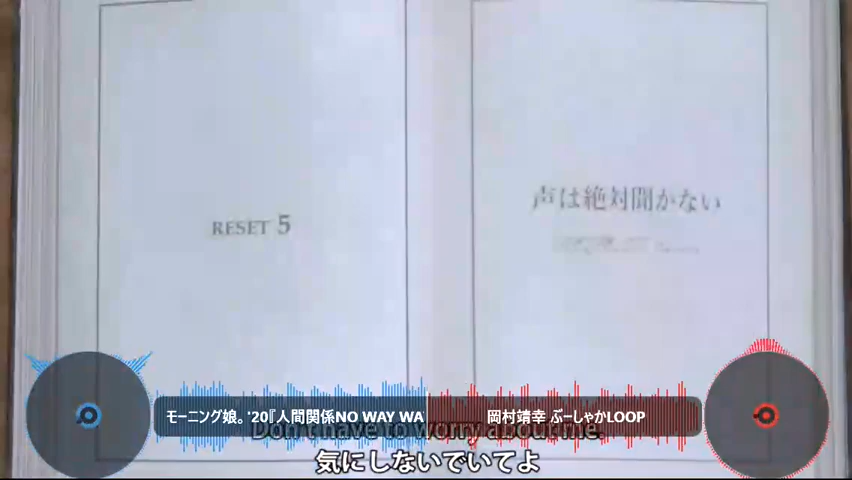 RESET 5
声は絶対聞かない
モーニング娘。'20『人間関係NO WAY WA
岡村靖幸 ぶーしゃかLOOP
Don't have to worry about me.
気にしないでいてよ